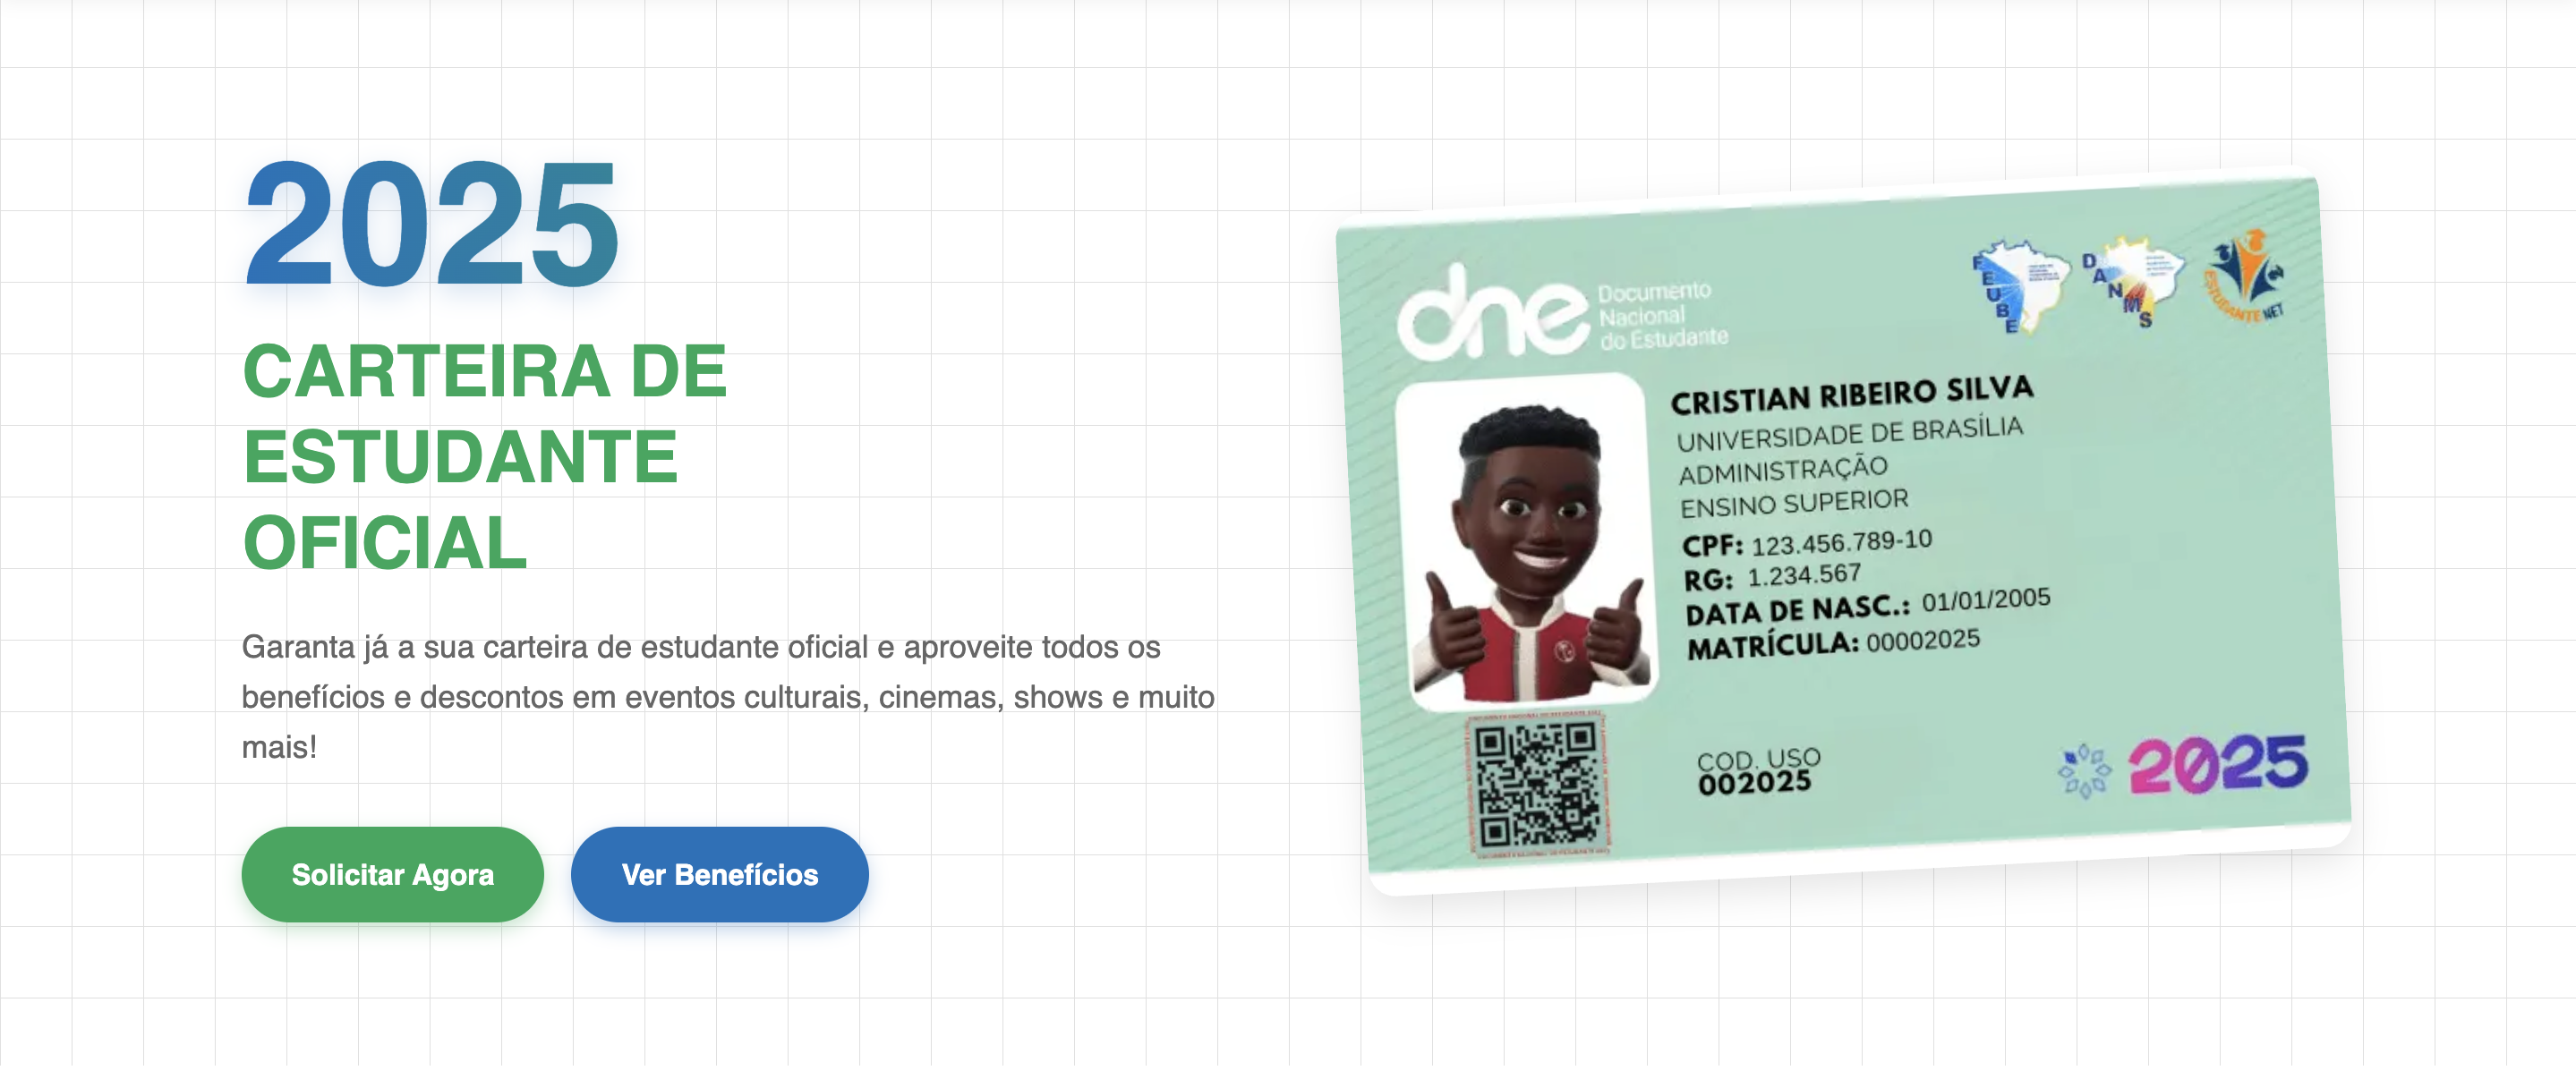 2025
CARTEIRA DE
ESTUDANTE
OFICIAL
Garanta já a sua carteira de estudante oficial e aproveite todos os
benefícios e descontos em eventos culturais, cinemas, shows e muito
mais!
Solicitar Agora
Ver Benefícios
dne
Documento
Nacional
do Estudante
FEUBE
DANMS
ESTUDANTE NET
CRISTIAN RIBEIRO SILVA
UNIVERSIDADE DE BRASÍLIA
ADMINISTRAÇÃO
ENSINO SUPERIOR
CPF: 123.456.789-10
RG: 1.234.567
DATA DE NASC.: 01/01/2005
MATRÍCULA: 00002025
COD. USO
002025
2025